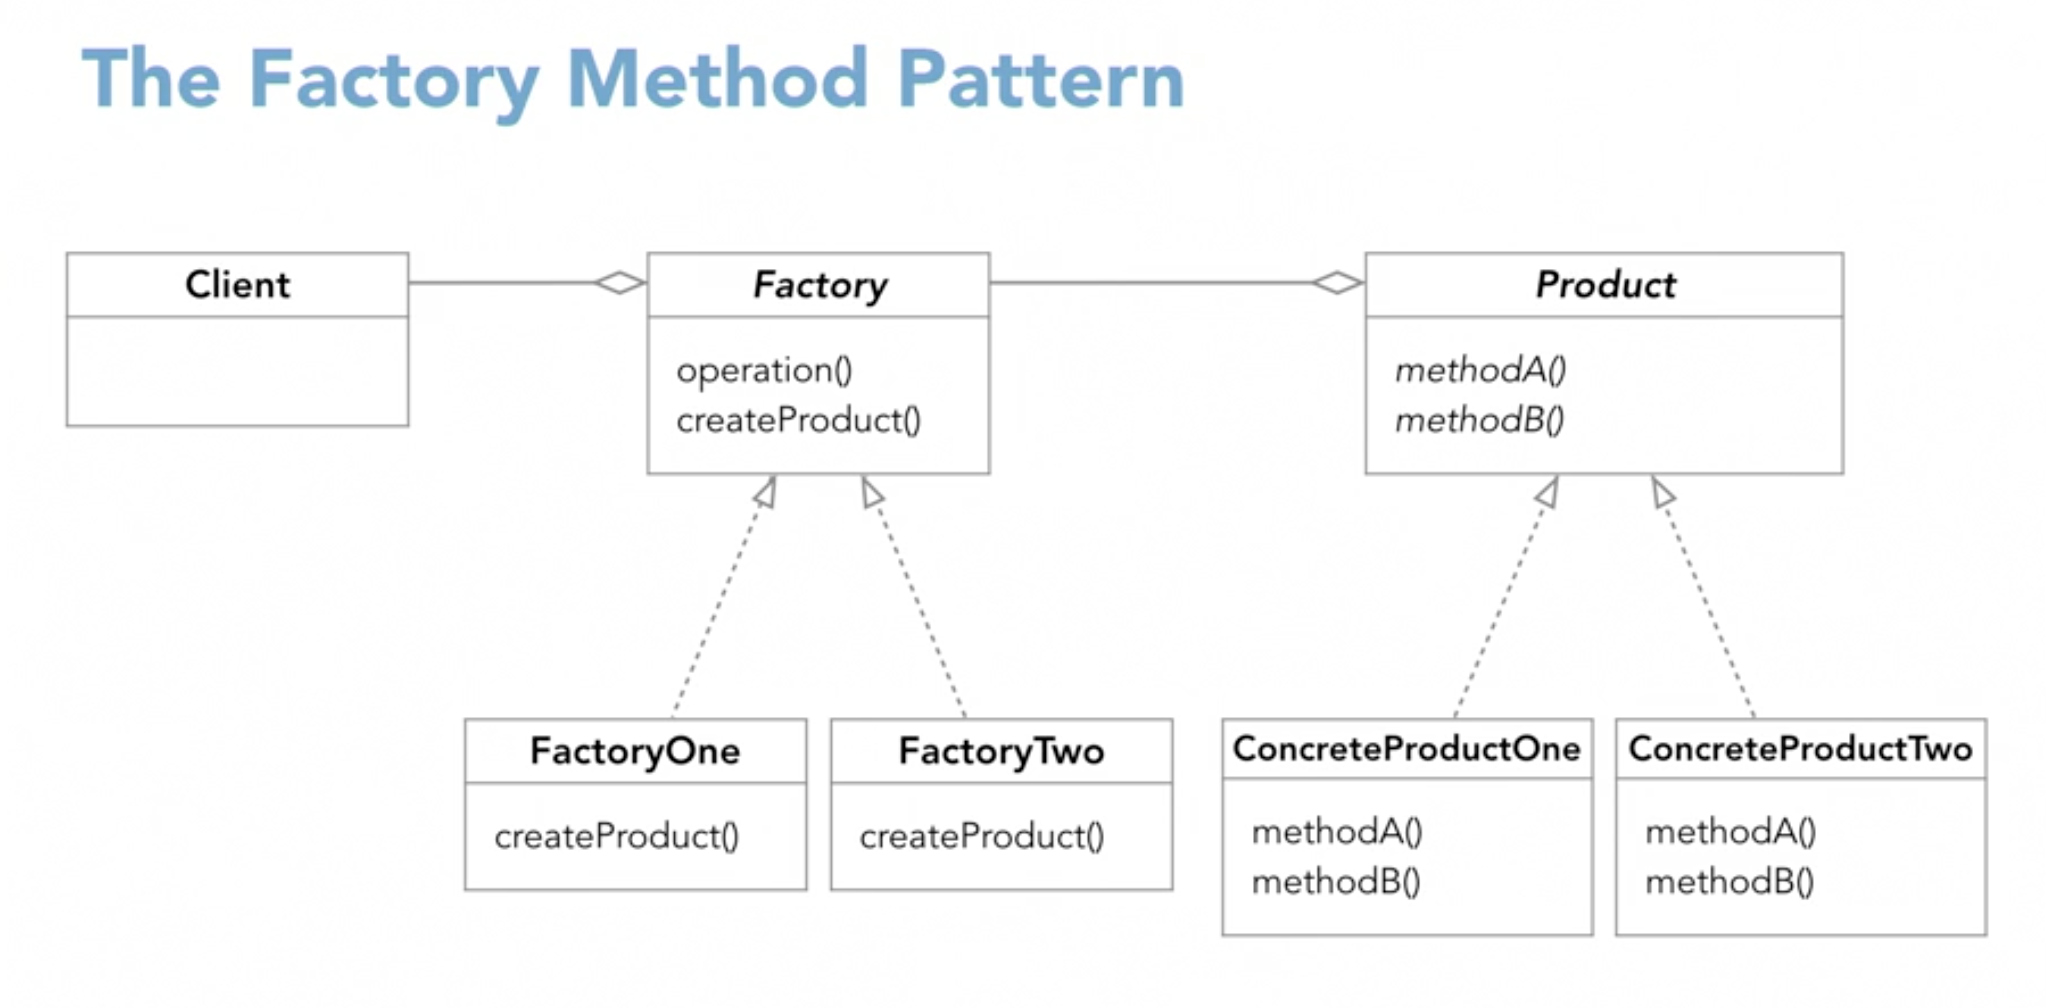 The Factory Method Pattern
Client
Factory
operation()
createProduct()
Product
methodA()
methodB()
FactoryOne
createProduct()
FactoryTwo
createProduct()
ConcreteProductOne
methodA()
methodB()
ConcreteProductTwo
methodA()
methodB()